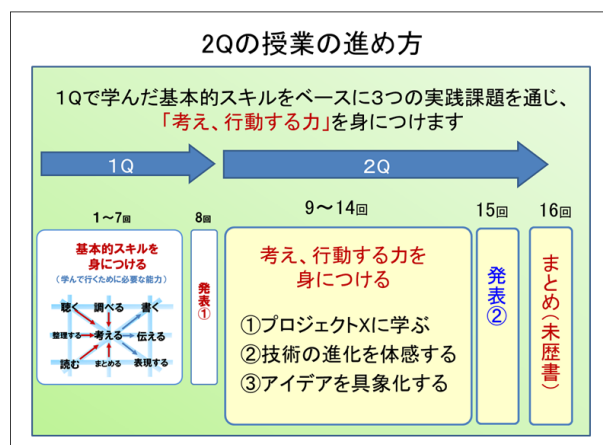 2Qの授業の進め方
1Qで学んだ基本的スキルをベースに3つの実践課題を通じ、
「考え、行動する力」を身につけます
1Q
2Q
1～7回
8回
9～14回
15回
16回
基本的スキルを
身につける
(学んで行くために必要な能力)
聴く 調べる 書く
整理する 考える 伝える
読む まとめる 表現する
発表①
考え、行動する力を
身につける
①プロジェクトXに学ぶ
②技術の進化を体感する
③アイデアを具象化する
発表②
まとめ(未歴書)